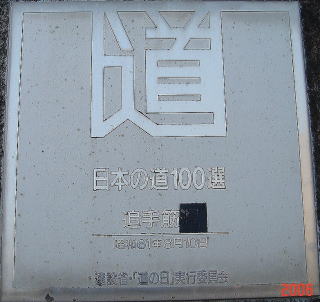 道
日本の道100選
追手筋
昭和61年8月10日
建設省・「道の日」実行委員会